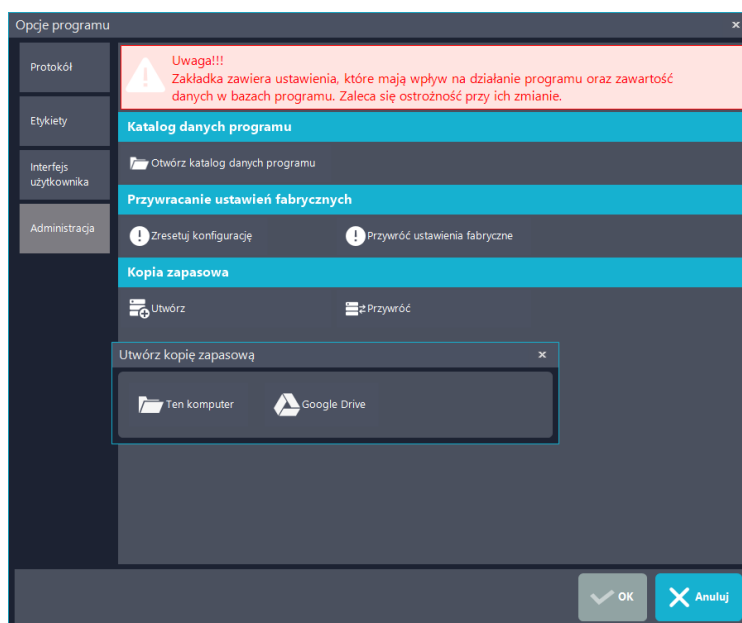 Opcje programu
Protokół
Etykiety
Interfejs
użytkownika
Administracja
Uwaga!!!
Zakładka zawiera ustawienia, które mają wpływ na działanie programu oraz zawartość
danych w bazach programu. Zaleca się ostrożność przy ich zmianie.
Katalog danych programu
Otwórz katalog danych programu
Przywracanie ustawień fabrycznych
Zresetuj konfigurację
Przywróć ustawienia fabryczne
Kopia zapasowa
Utwórz
Przywróć
Utwórz kopię zapasową
Ten komputer
Google Drive
OK
Anuluj